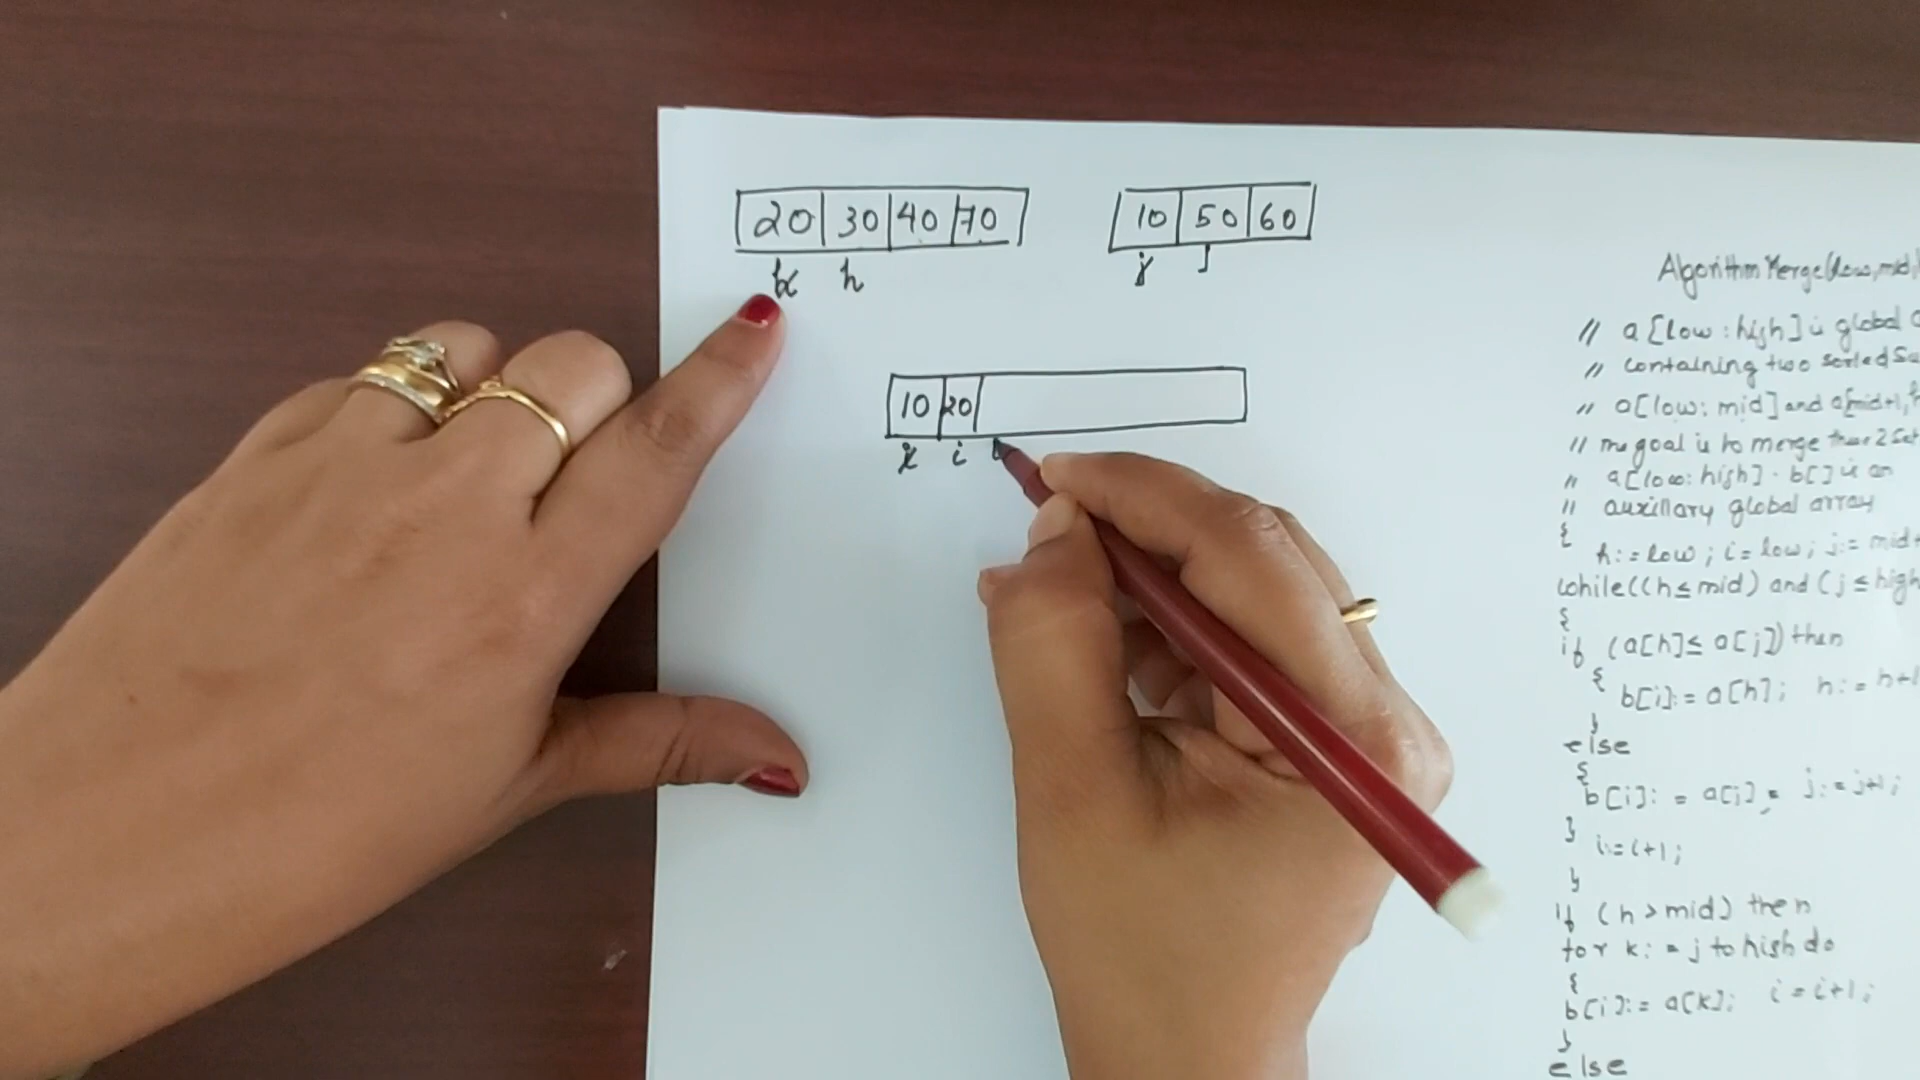 20 30 40 70
10 50 60
h h
j j
10 20
i i
Algorithm Merge(low, mid,
// a[low : high] is global a
// containing two sorted su
// a[low: mid] and a[mid+1, h
// the goal is to merge these 2 set
// a[low: high] . b[] is an
// auxillary global array
{
h: = low ; i = low ; j: = mid+
while((h ≤ mid) and (j ≤ high
{
if (a[h] ≤ a[j]) then
{
b[i]: = a[h]; h: = h+1
}
else
{
b[i]: = a[j]; j: = j+1;
}
i: = i+1;
}
if (h > mid) then
for k: = j to high do
{
b[i]: = a[k]; i = i+1;
}
else